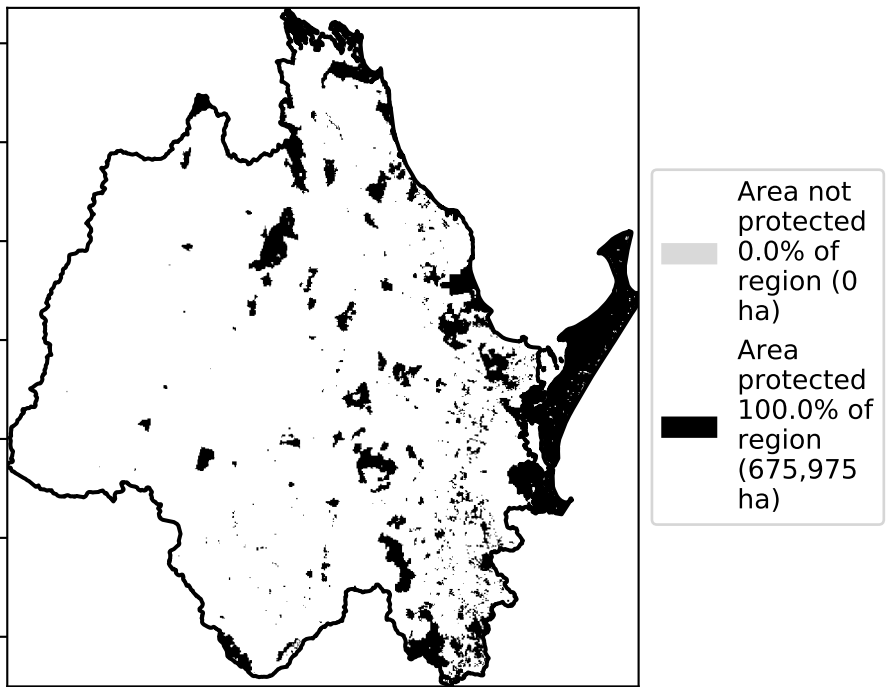 Area not
protected
0.0% of
region (0
ha)
Area
protected
100.0% of
region
(675,975
ha)